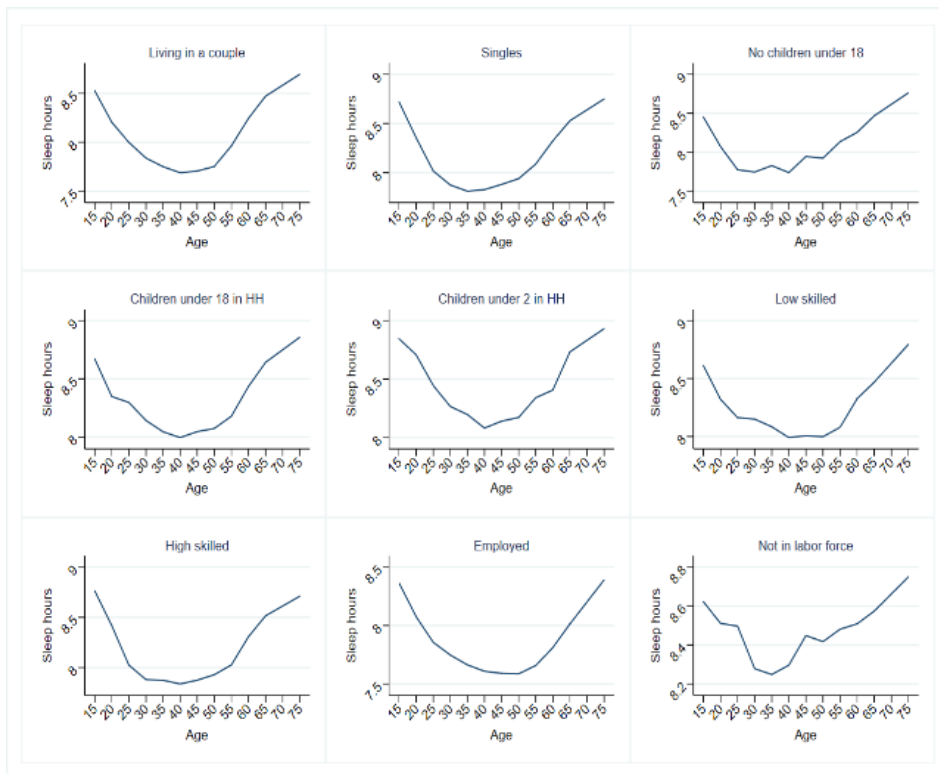 Living in a couple
Sleep hours
8.5
8
7.5
15 20 25 30 35 40 45 50 55 60 65 70 75
Age
Singles
Sleep hours
9
8.5
8
15 20 25 30 35 40 45 50 55 60 65 70 75
Age
No children under 18
Sleep hours
9
8.5
8
7.5
15 20 25 30 35 40 45 50 55 60 65 70 75
Age
Children under 18 in HH
Sleep hours
9
8.5
8
15 20 25 30 35 40 45 50 55 60 65 70 75
Age
Children under 2 in HH
Sleep hours
9
8.5
8
15 20 25 30 35 40 45 50 55 60 65 70 75
Age
Low skilled
Sleep hours
9
8.5
8
15 20 25 30 35 40 45 50 55 60 65 70 75
Age
High skilled
Sleep hours
9
8.5
8
15 20 25 30 35 40 45 50 55 60 65 70 75
Age
Employed
Sleep hours
8.5
8
7.5
15 20 25 30 35 40 45 50 55 60 65 70 75
Age
Not in labor force
Sleep hours
8.8
8.6
8.4
8.2
15 20 25 30 35 40 45 50 55 60 65 70 75
Age